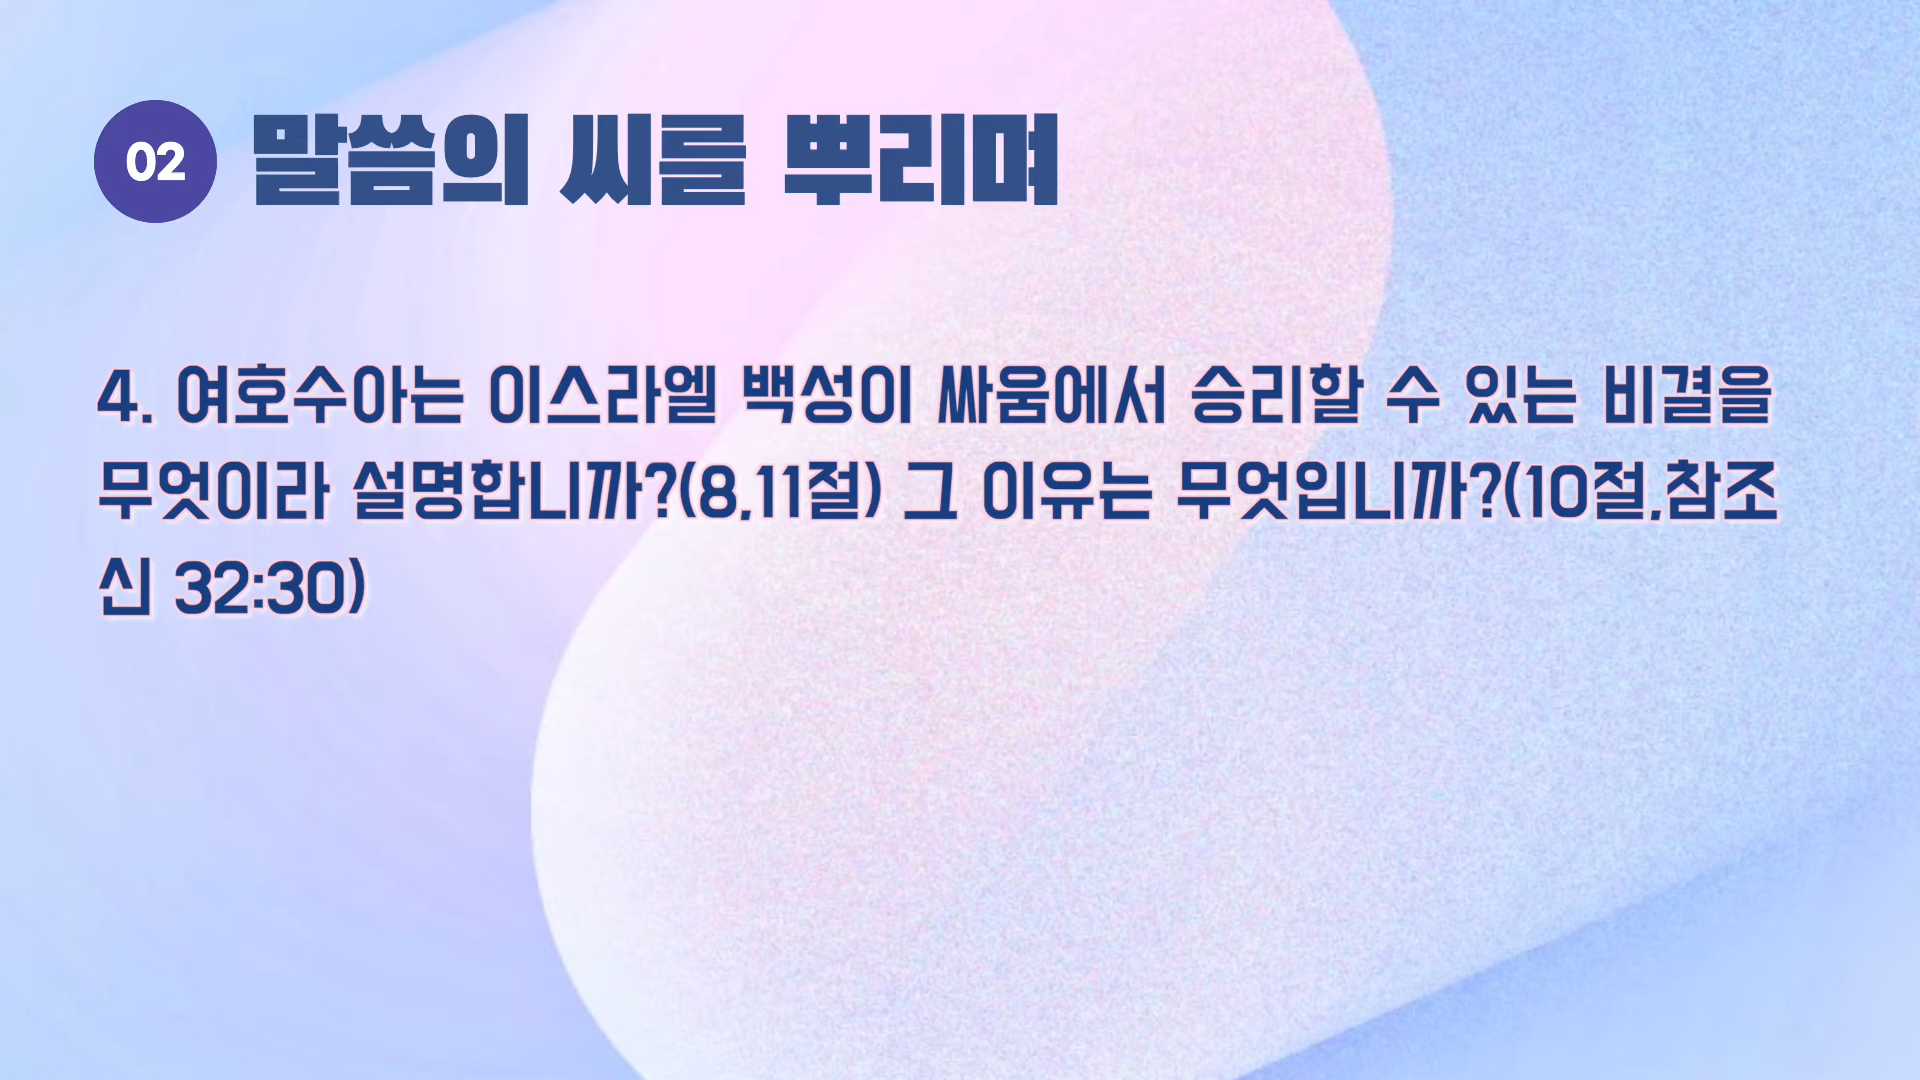 02 말씀의 씨를 뿌리며
4. 여호수아는 이스라엘 백성이 싸움에서 승리할 수 있는 비결을
무엇이라 설명합니까?(8,11절) 그 이유는 무엇입니까?(10절,참조
신 32:30)